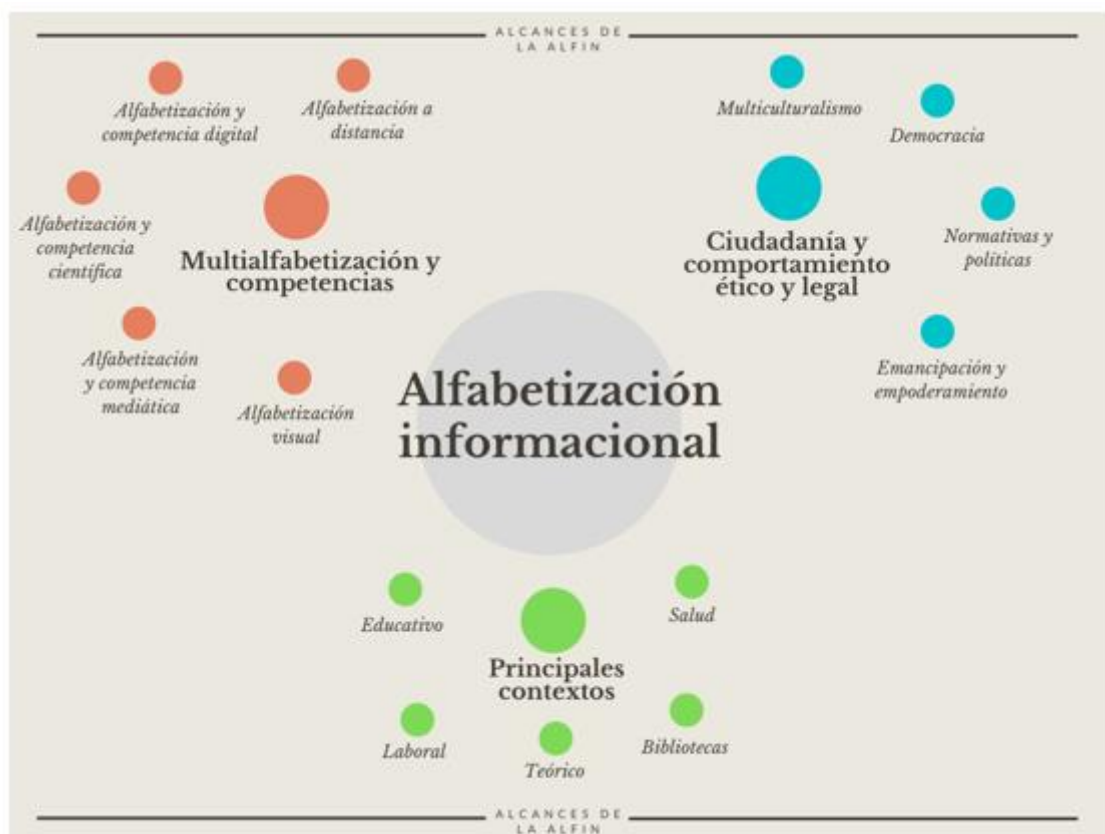 ALCANCES DE
LA ALFIN
Alfabetización y
competencia digital
Alfabetización a
distancia
Alfabetización y
competencia
científica
Multialfabetización y
competencias
Alfabetización
y competencia
mediática
Alfabetización
visual
Multiculturalismo
Democracia
Ciudadanía y
comportamiento
ético y legal
Normativas y
políticas
Emancipación y
empoderamiento
Alfabetización
informacional
Educativo
Salud
Principales
contextos
Laboral
Teórico
Bibliotecas
ALCANCES DE
LA ALFIN